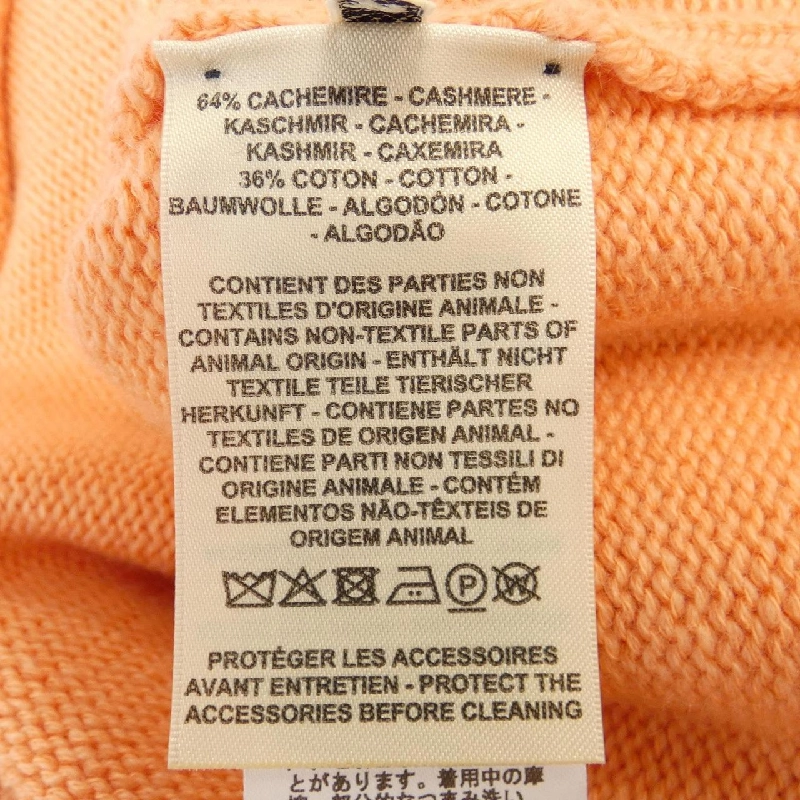 64% CACHEMIRE - CASHMERE -
KASCHMIR - CACHEMIRA -
KASHMIR - CAXEMIRA
36% COTON - COTTON -
BAUMWOLLE - ALGODÓN - COTONE
- ALGODÃO
CONTIENT DES PARTIES NON
TEXTILES D'ORIGINE ANIMALE -
CONTAINS NON-TEXTILE PARTS OF
ANIMAL ORIGIN - ENTHÄLT NICHT
TEXTILE TEILE TIERISCHER
HERKUNFT - CONTIENE PARTES NO
TEXTILES DE ORIGEN ANIMAL -
CONTIENE PARTI NON TESSILI DI
ORIGINE ANIMALE - CONTÉM
ELEMENTOS NÃO-TÊXTEIS DE
ORIGEM ANIMAL
P W
PROTÉGER LES ACCESSOIRES
AVANT ENTRETIEN - PROTECT THE
ACCESSORIES BEFORE CLEANING
とがあります。着用中の摩